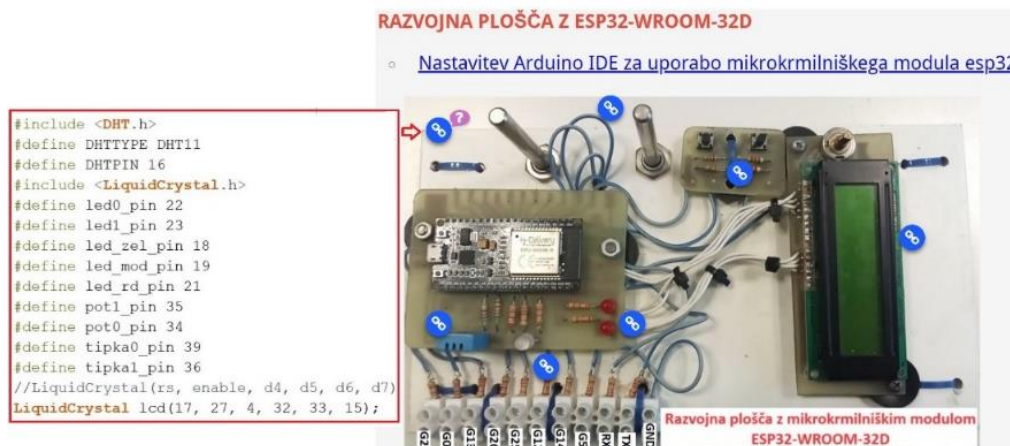 RAZVOJNA PLOŠČA Z ESP32-WROOM-32D
Nastavitev Arduino IDE za uporabo mikrokrmilniškega modula esp32
#include <DHT.h>
#define DHTTYPE DHT11
#define DHTPIN 16
#include <LiquidCrystal.h>
#define led0_pin 22
#define led1_pin 23
#define led_zel_pin 18
#define led_mod_pin 19
#define led_rd_pin 21
#define pot1_pin 35
#define pot0_pin 34
#define tipka0_pin 39
#define tipka1_pin 36
//LiquidCrystal(rs, enable, d4, d5, d6, d7)
LiquidCrystal lcd(17, 27, 4, 32, 33, 15);
?
GND
Razvojna plošča z mikrokrmilniškim modulom
ESP32-WROOM-32D